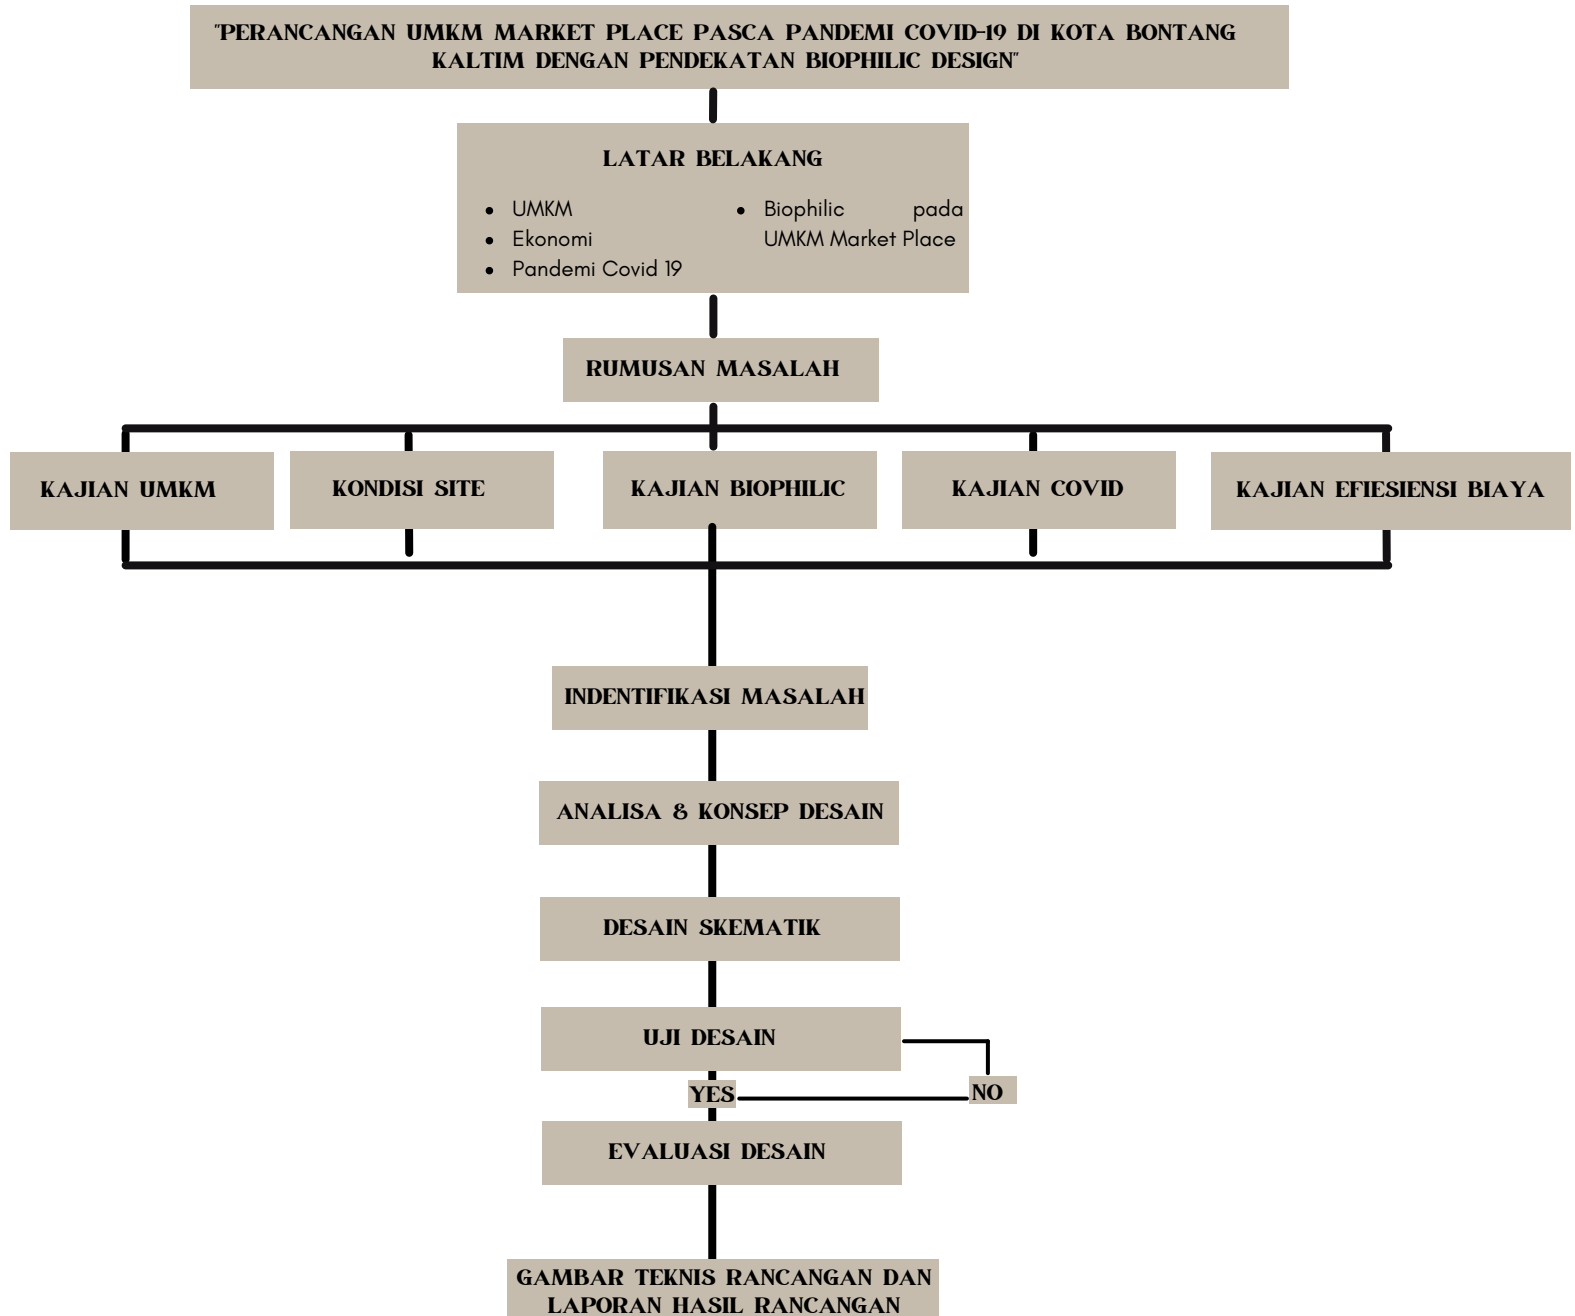 "PERANCANGAN UMKM MARKET PLACE PASCA PANDEMI COVID-19 DI KOTA BONTANG
KALTIM DENGAN PENDEKATAN BIOPHILIC DESIGN"
LATAR BELAKANG
• UMKM
• Ekonomi
• Pandemi Covid 19
• Biophilic pada
UMKM Market Place
RUMUSAN MASALAH
KAJIAN UMKM
KONDISI SITE
KAJIAN BIOPHILIC
KAJIAN COVID
KAJIAN EFIESIENSI BIAYA
INDENTIFIKASI MASALAH
ANALISA & KONSEP DESAIN
DESAIN SKEMATIK
UJI DESAIN
YES
NO
EVALUASI DESAIN
GAMBAR TEKNIS RANCANGAN DAN
LAPORAN HASIL RANCANGAN